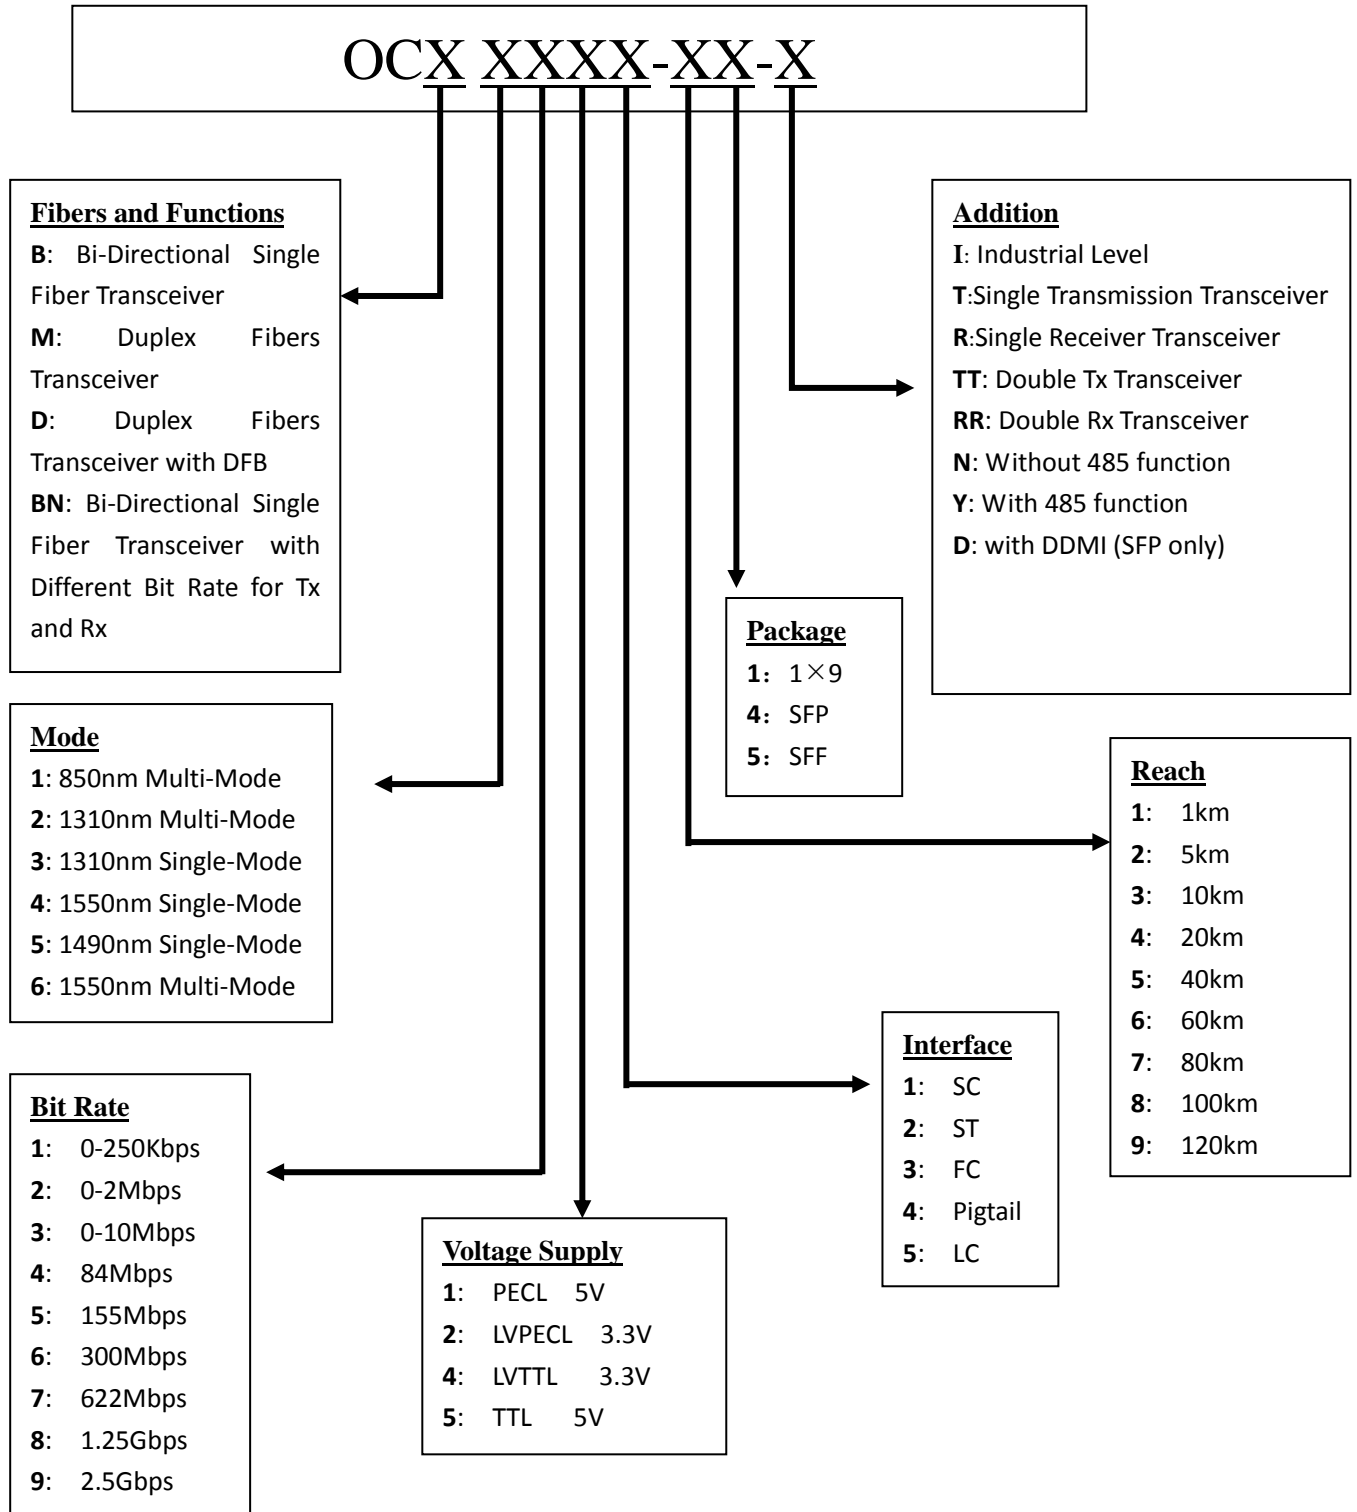 OCX XXXX-XX-X
Fibers and Functions
B: Bi-Directional Single
Fiber Transceiver
M: Duplex Fibers
Transceiver
D: Duplex Fibers
Transceiver with DFB
BN: Bi-Directional Single
Fiber Transceiver with
Different Bit Rate for Tx
and Rx
Addition
I: Industrial Level
T:Single Transmission Transceiver
R:Single Receiver Transceiver
TT: Double Tx Transceiver
RR: Double Rx Transceiver
N: Without 485 function
Y: With 485 function
D: with DDMI (SFP only)
Package
1: 1×9
4: SFP
5: SFF
Mode
1: 850nm Multi-Mode
2: 1310nm Multi-Mode
3: 1310nm Single-Mode
4: 1550nm Single-Mode
5: 1490nm Single-Mode
6: 1550nm Multi-Mode
Reach
1: 1km
2: 5km
3: 10km
4: 20km
5: 40km
6: 60km
7: 80km
8: 100km
9: 120km
Interface
1: SC
2: ST
3: FC
4: Pigtail
5: LC
Bit Rate
1: 0-250Kbps
2: 0-2Mbps
3: 0-10Mbps
4: 84Mbps
5: 155Mbps
6: 300Mbps
7: 622Mbps
8: 1.25Gbps
9: 2.5Gbps
Voltage Supply
1: PECL 5V
2: LVPECL 3.3V
4: LVTTL 3.3V
5: TTL 5V